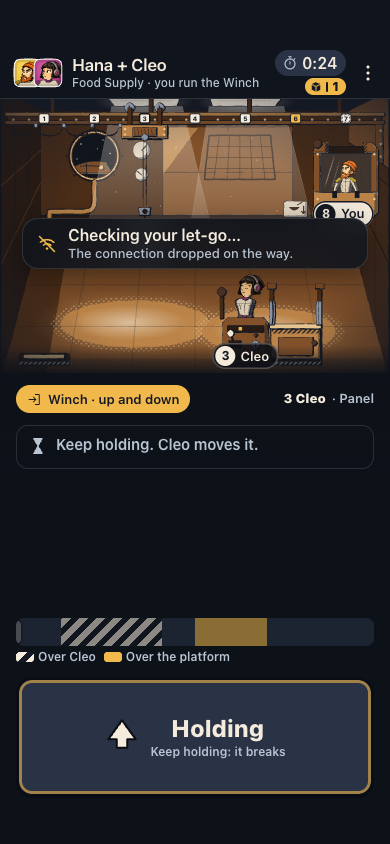 Hana + Cleo
Food Supply · you run the Winch
0:24
1
1
2
3
4
5
6
7
8 You
Checking your let-go...
The connection dropped on the way.
3 Cleo
Winch · up and down
3 Cleo · Panel
Keep holding. Cleo moves it.
Over Cleo
Over the platform
Holding
Keep holding: it breaks